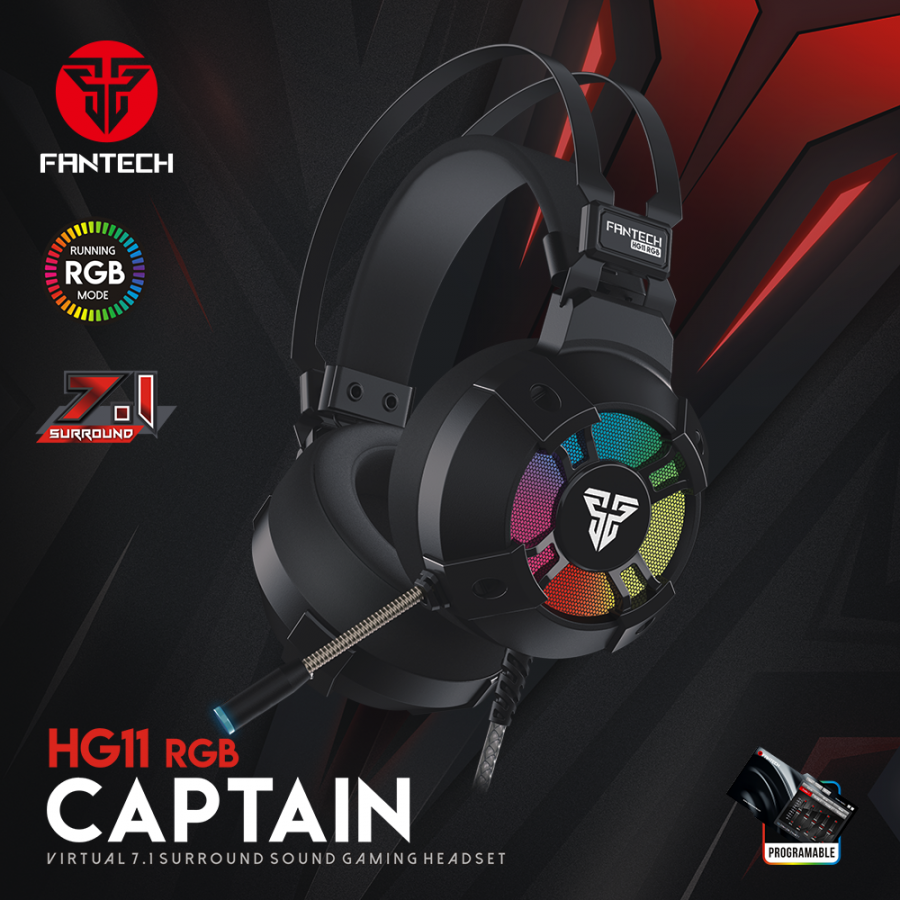 FANTECH
RUNNING
RGB
MODE
7.1
SURROUND
FANTECH
HG11 RGB
HG11 RGB
CAPTAIN
VIRTUAL 7.1 SURROUND SOUND GAMING HEADSET
PROGRAMABLE